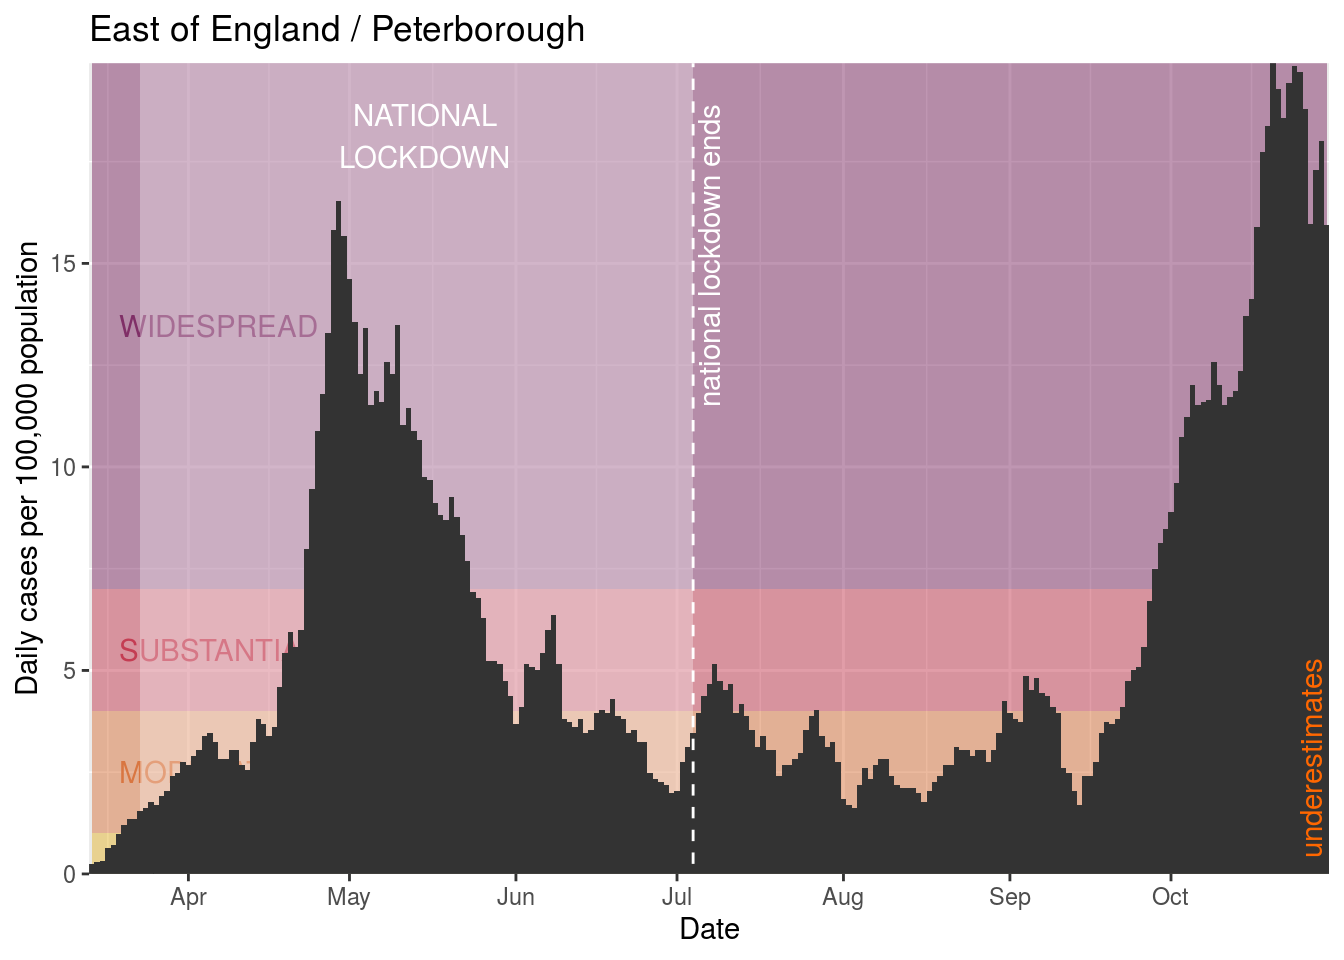 East of England / Peterborough
NATIONAL
LOCKDOWN
national lockdown ends
WIDESPREAD
underestimates
Daily cases per 100,000 population
15
10
5
0
Apr
May
Jun
Jul
Aug
Sep
Oct
Date